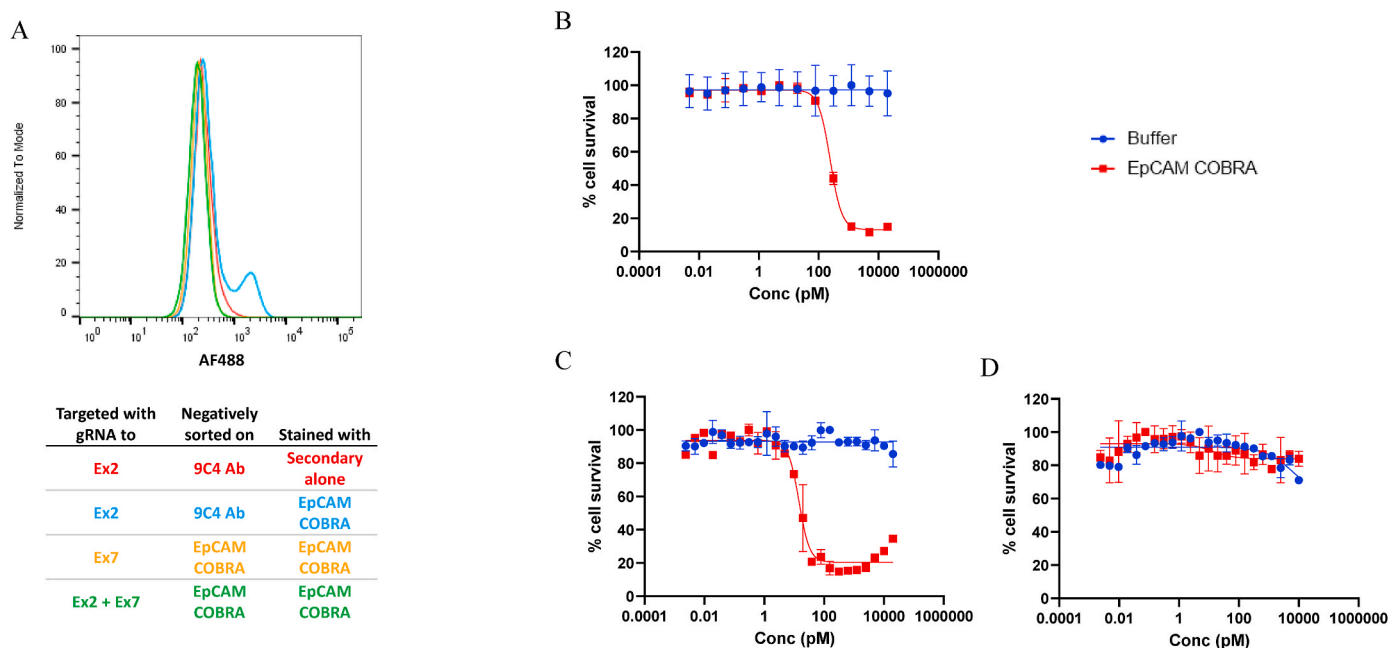 A
Normalized To Mode
100
80
60
40
20
0
10^0 10^1 10^2 10^3 10^4 10^5
AF488
Targeted with gRNA to
Negatively sorted on
Stained with
Ex2
9C4 Ab
Secondary alone
Ex2
9C4 Ab
EpCAM COBRA
Ex7
EpCAM COBRA
EpCAM COBRA
Ex2 + Ex7
EpCAM COBRA
EpCAM COBRA
B
% cell survival
120
100
80
60
40
20
0
0.0001 0.01 1 100 10000 1000000
Conc (pM)
Buffer
EpCAM COBRA
C
% cell survival
120
100
80
60
40
20
0
0.0001 0.01 1 100 10000 1000000
Conc (pM)
D
% cell survival
120
100
80
60
40
20
0
0.0001 0.01 1 100 10000 1000000
Conc (pM)